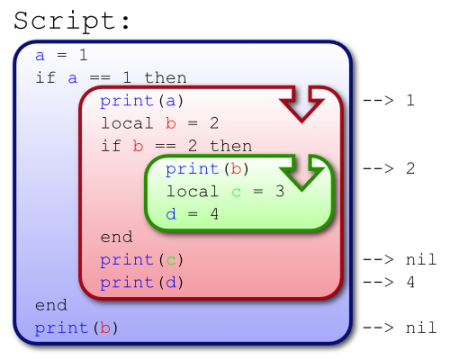 Script:
a = 1
if a == 1 then
print(a) --> 1
local b = 2
if b == 2 then
print(b) --> 2
local c = 3
d = 4
end
print(c) --> nil
print(d) --> 4
end
print(b) --> nil